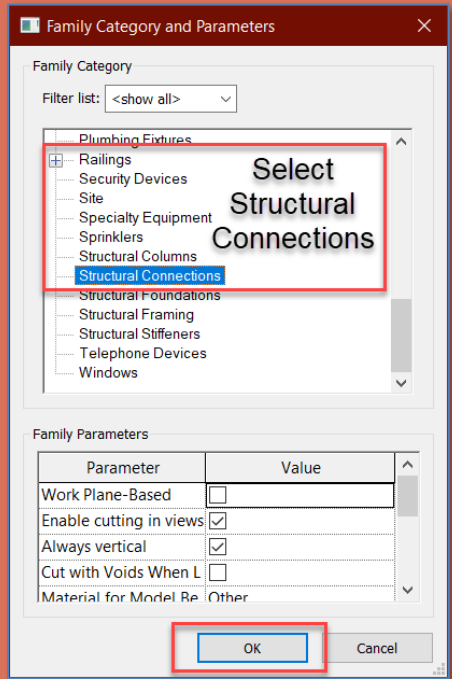 Family Category and Parameters
Family Category
Filter list: <show all>
Plumbing Fixtures
Railings
Security Devices
Site
Specialty Equipment
Sprinklers
Structural Columns
Structural Connections
Structural Foundations
Structural Framing
Structural Stiffeners
Telephone Devices
Windows
Select
Structural
Connections
Family Parameters
Parameter Value
Work Plane-Based
Enable cutting in views
Always vertical
Cut with Voids When L
Material for Model Be Other
OK Cancel